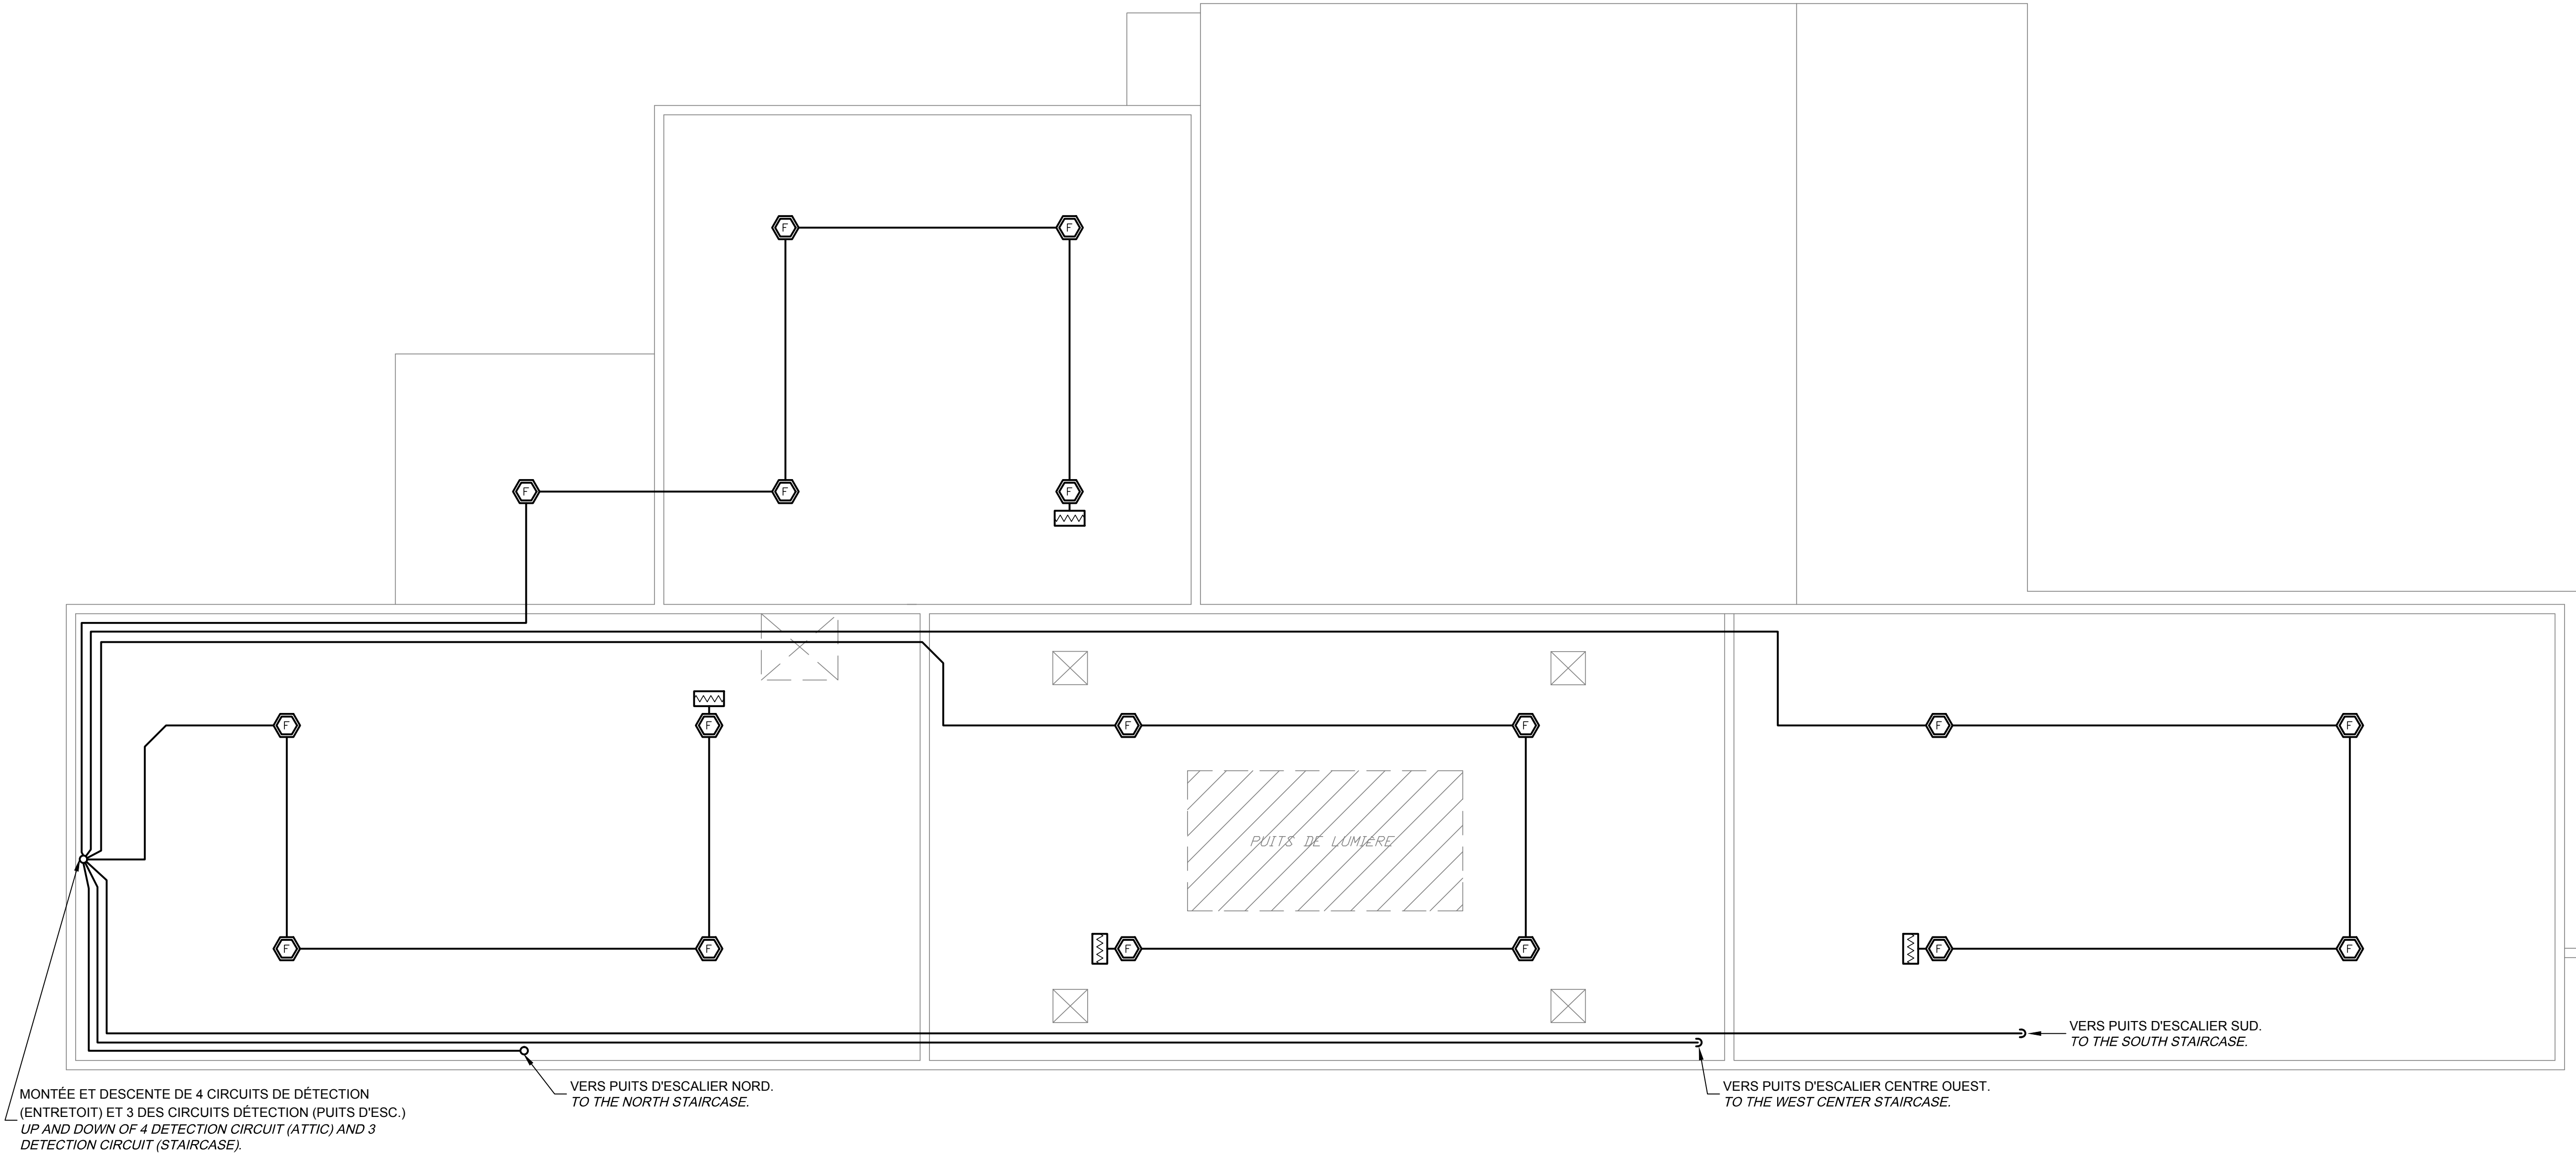 F F
F F F
F F F F F F
PUITS DE LUMIÈRE
F F F F F F
VERS PUITS D'ESCALIER SUD.
TO THE SOUTH STAIRCASE.
MONTÉE ET DESCENTE DE 4 CIRCUITS DE DÉTECTION
(ENTRETOIT) ET 3 DES CIRCUITS DÉTECTION (PUITS D'ESC.)
UP AND DOWN OF 4 DETECTION CIRCUIT (ATTIC) AND 3
DETECTION CIRCUIT (STAIRCASE).
VERS PUITS D'ESCALIER NORD.
TO THE NORTH STAIRCASE.
VERS PUITS D'ESCALIER CENTRE OUEST.
TO THE WEST CENTER STAIRCASE.